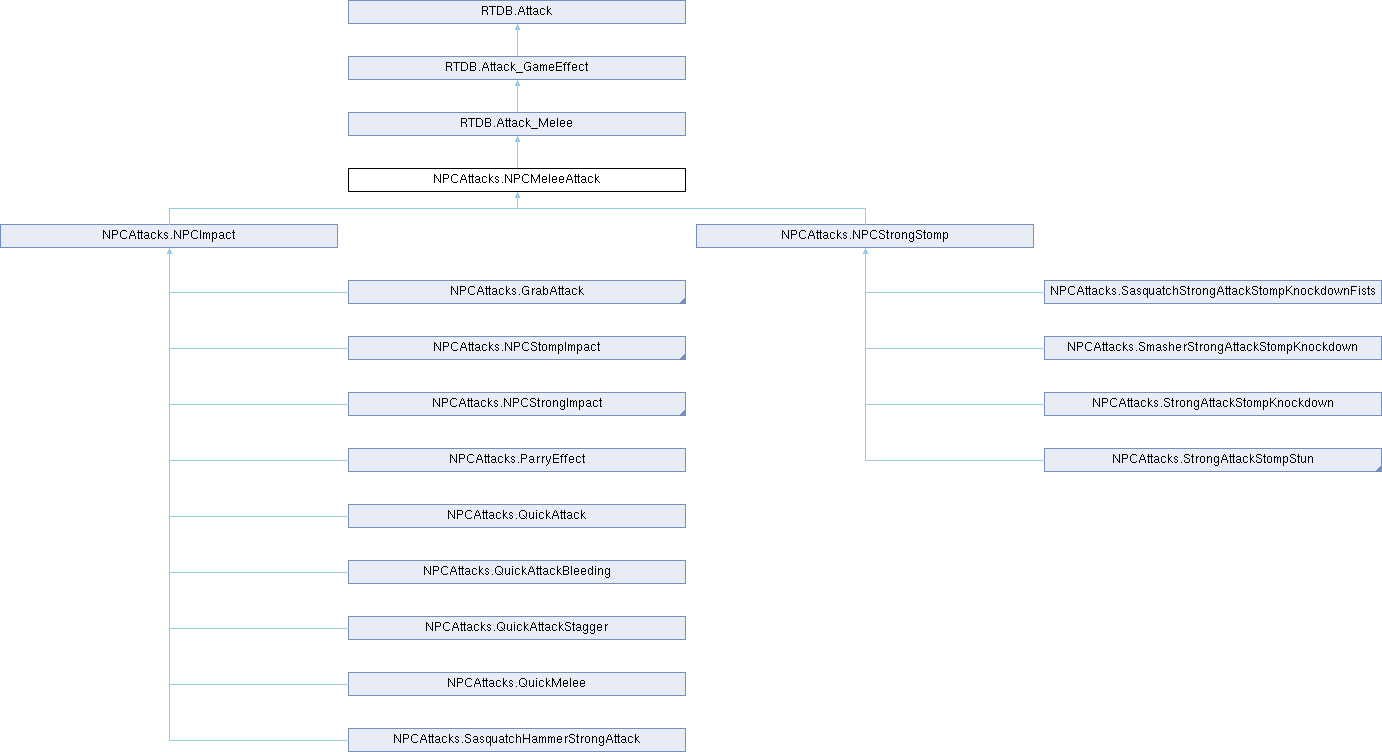 RTDB.Attack
RTDB.Attack_GameEffect
RTDB.Attack_Melee
NPCAttacks.NPCMeleeAttack
NPCAttacks.NPCImpact
NPCAttacks.NPCStrongStomp
NPCAttacks.GrabAttack
NPCAttacks.SasquatchStrongAttackStompKnockdownFists
NPCAttacks.NPCStompImpact
NPCAttacks.SmasherStrongAttackStompKnockdown
NPCAttacks.NPCStrongImpact
NPCAttacks.StrongAttackStompKnockdown
NPCAttacks.ParryEffect
NPCAttacks.StrongAttackStompStun
NPCAttacks.QuickAttack
NPCAttacks.QuickAttackBleeding
NPCAttacks.QuickAttackStagger
NPCAttacks.QuickMelee
NPCAttacks.SasquatchHammerStrongAttack